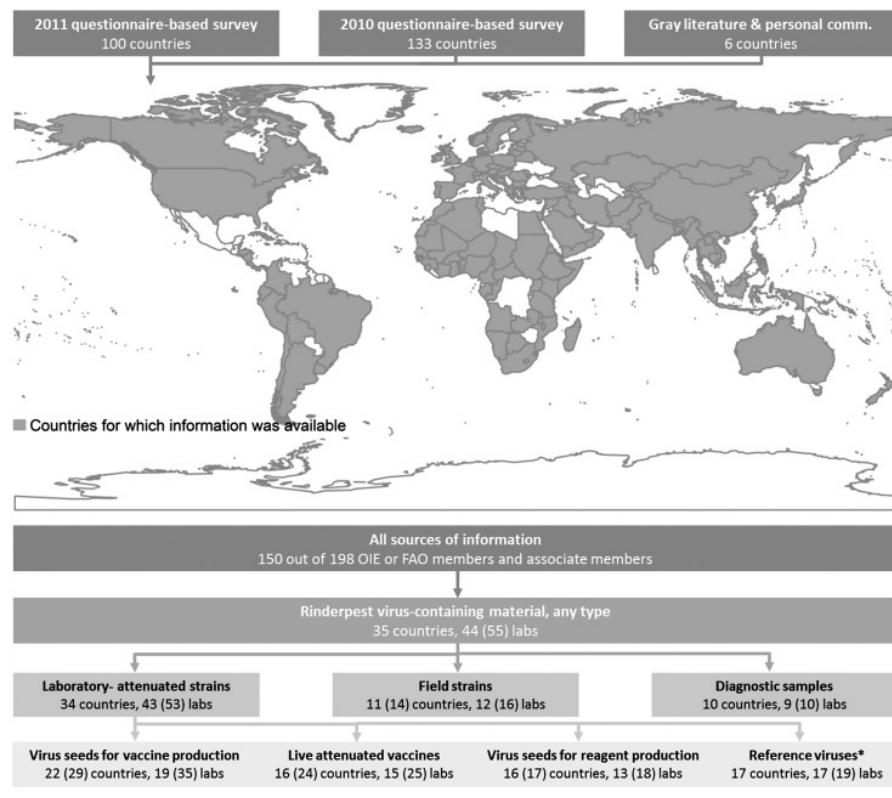 2011 questionnaire-based survey
100 countries
2010 questionnaire-based survey
133 countries
Gray literature & personal comm.
6 countries
Countries for which information was available
All sources of information
150 out of 198 OIE or FAO members and associate members
Rinderpest virus-containing material, any type
35 countries, 44 (55) labs
Laboratory- attenuated strains
34 countries, 43 (53) labs
Field strains
11 (14) countries, 12 (16) labs
Diagnostic samples
10 countries, 9 (10) labs
Virus seeds for vaccine production
22 (29) countries, 19 (35) labs
Live attenuated vaccines
16 (24) countries, 15 (25) labs
Virus seeds for reagent production
16 (17) countries, 13 (18) labs
Reference viruses*
17 countries, 17 (19) labs